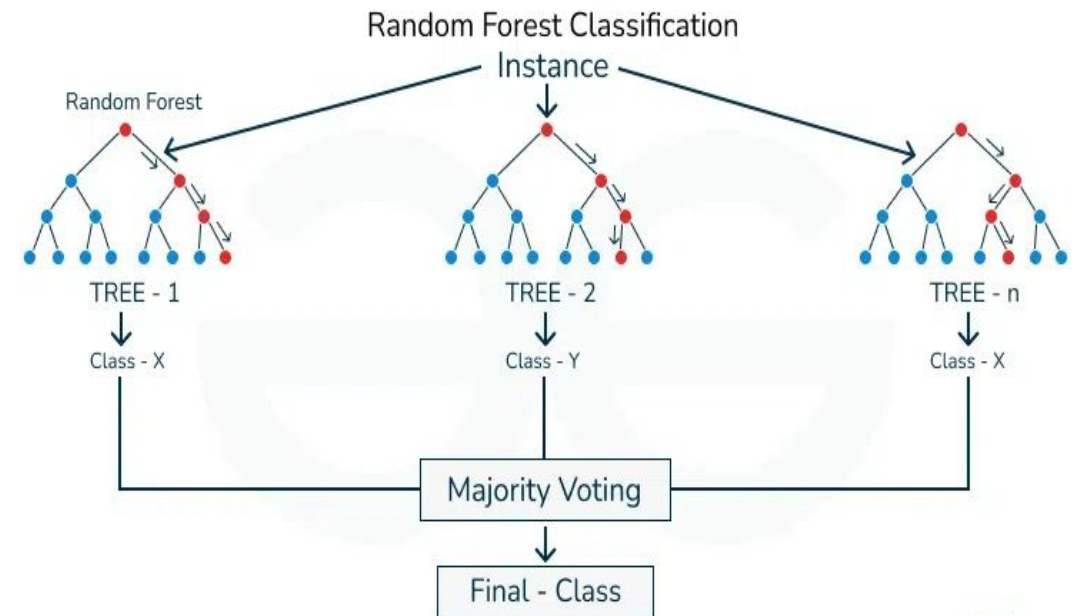 Random Forest Classification
Instance
Random Forest
TREE - 1
TREE - 2
TREE - n
Class - X
Class - Y
Class - X
Majority Voting
Final - Class